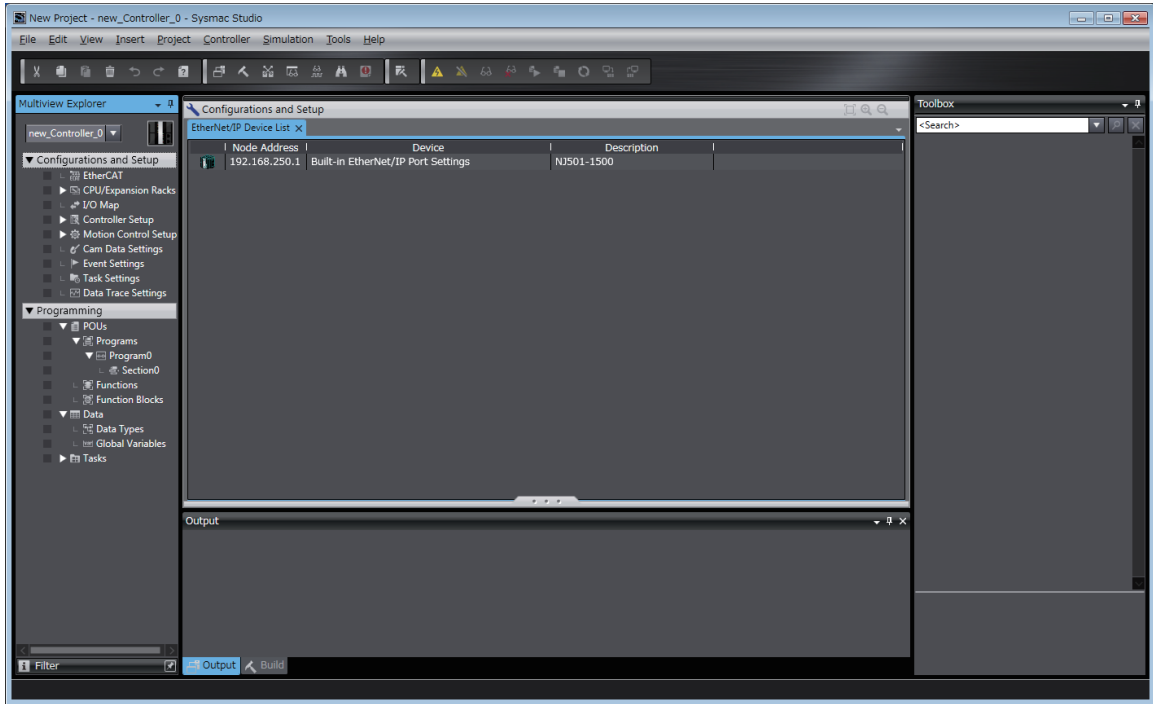 New Project - new_Controller_0 - Sysmac Studio
File Edit View Insert Project Controller Simulation Tools Help
Multiview Explorer
new_Controller_0
Configurations and Setup
EtherCAT
CPU/Expansion Racks
I/O Map
Controller Setup
Motion Control Setup
Cam Data Settings
Event Settings
Task Settings
Data Trace Settings
Programming
POUs
Programs
Program0
Section0
Functions
Function Blocks
Data
Data Types
Global Variables
Tasks
Filter
Configurations and Setup
EtherNet/IP Device List
Node Address Device Description
192.168.250.1 Built-in EtherNet/IP Port Settings NJ501-1500
Output
Output Build
Toolbox
<Search>